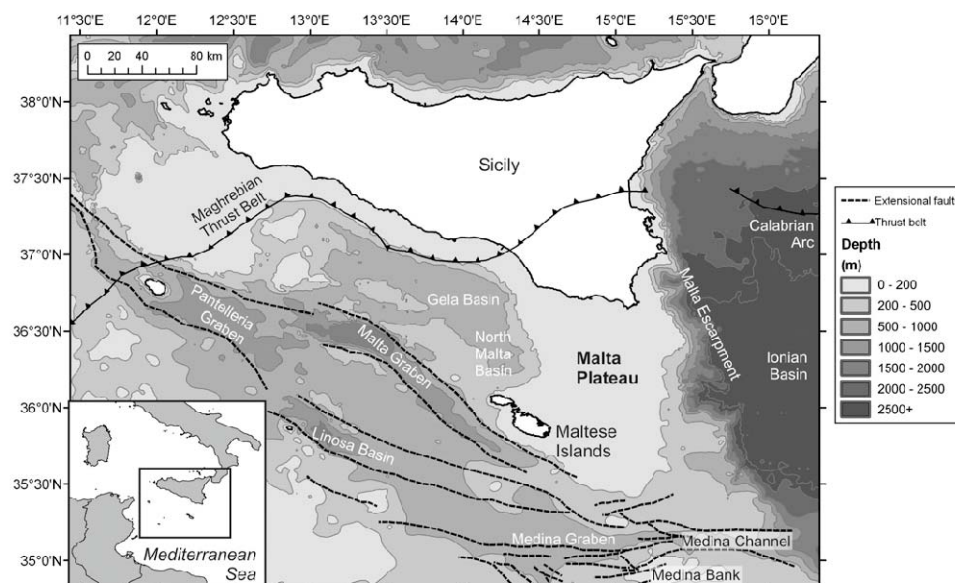 11°30'E 12°0'E 12°30'E 13°0'E 13°30'E 14°0'E 14°30'E 15°0'E 15°30'E 16°0'E
0 20 40 80
km
38°0'N
37°30'N
37°0'N
36°30'N
36°0'N
35°30'N
35°0'N
Sicily
Maghrebian
Thrust Belt
Calabrian
Arc
Pantelleria
Graben
Gela Basin
Malta Graben
North
Malta
Basin
Malta
Plateau
Malta Escarpment
Ionian
Basin
Maltese
Islands
Linosa Basin
Medina Graben
Medina Channel
Medina Bank
Mediterranean
Sea
Extensional fault
Thrust belt
Depth
(m)
0 - 200
200 - 500
500 - 1000
1000 - 1500
1500 - 2000
2000 - 2500
2500+